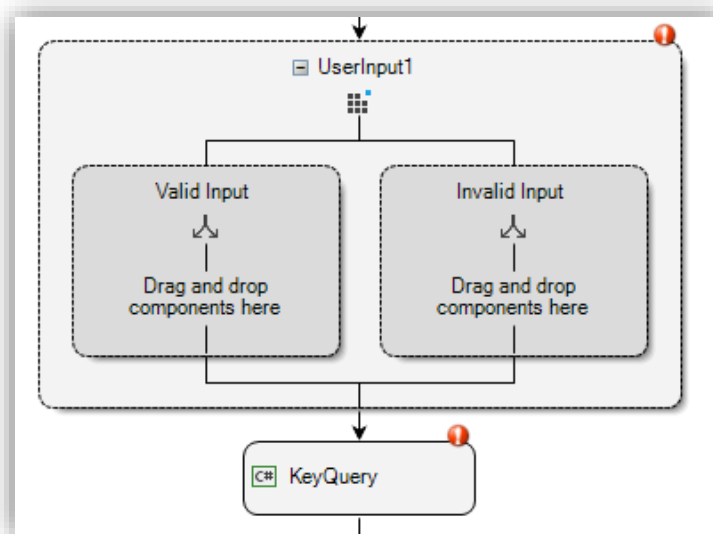 UserInput1
Valid Input
Invalid Input
Drag and drop
components here
Drag and drop
components here
C# KeyQuery